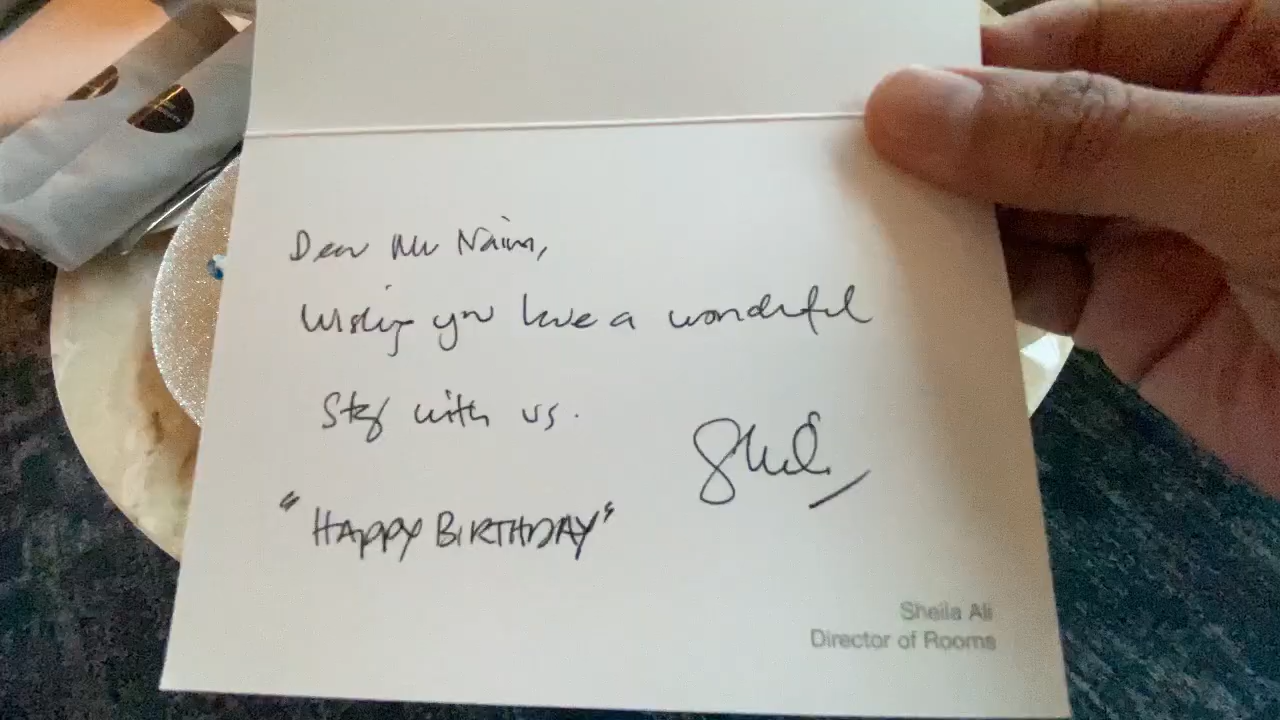 Dear Mr Naim,
Wishing you have a wonderful
stay with us.
"HAPPY BIRTHDAY"
Sheila Ali
Director of Rooms